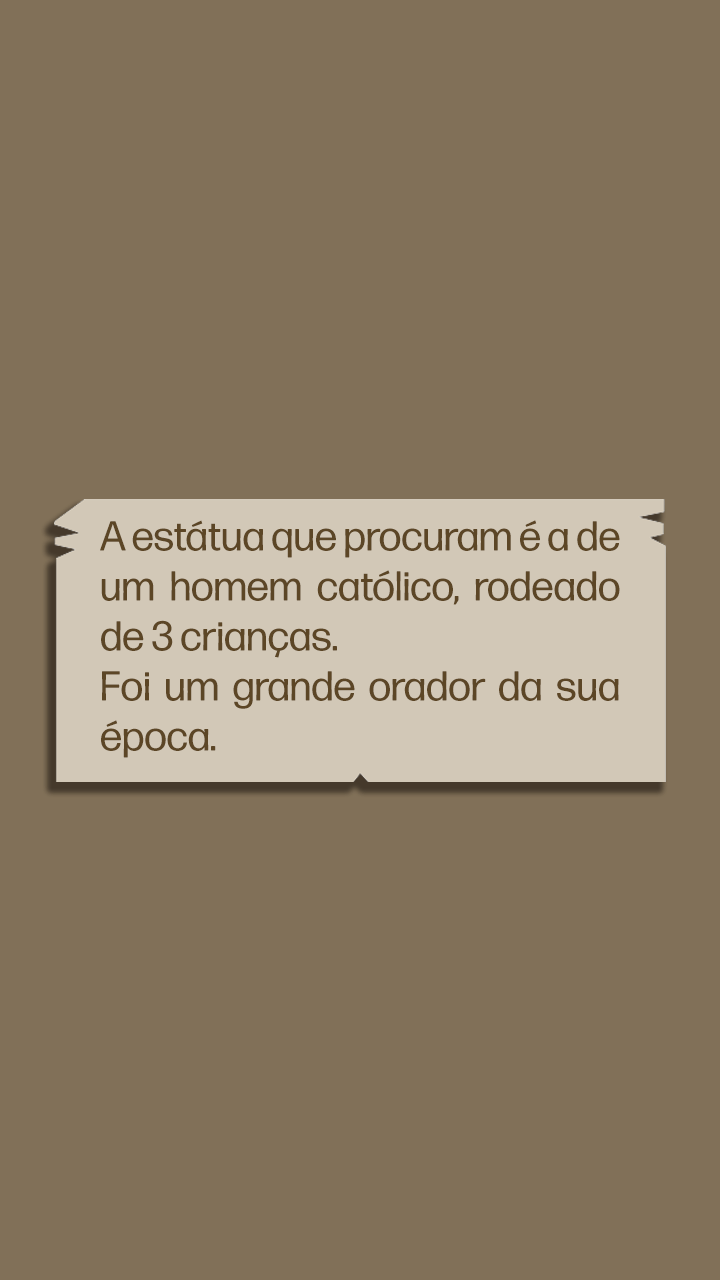 A estátua que procuram é a de
um homem católico, rodeado
de 3 crianças.
Foi um grande orador da sua
época.